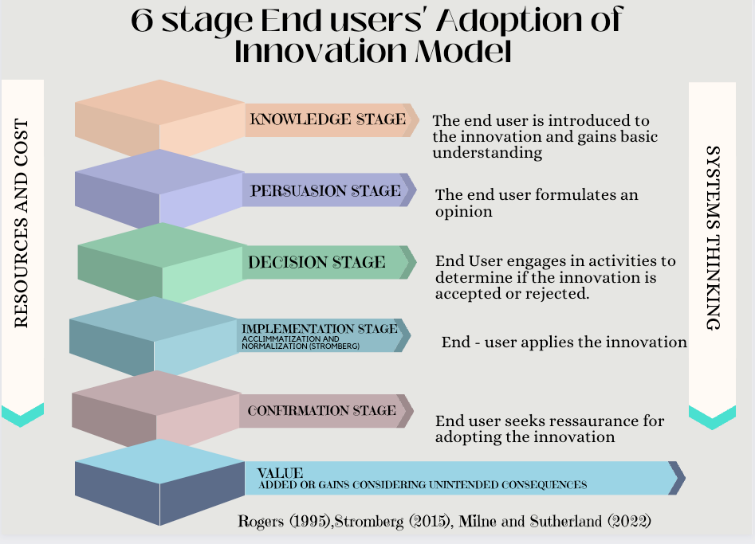 6 stage End users' Adoption of
Innovation Model
RESOURCES AND COST
KNOWLEDGE STAGE
The end user is introduced to
the innovation and gains basic
understanding
PERSUASION STAGE
The end user formulates an
opinion
DECISION STAGE
End User engages in activities to
determine if the innovation is
accepted or rejected.
IMPLEMENTATION STAGE
ACCLIMMATIZATION AND
NORMALIZATION (STROMBERG)
End - user applies the innovation
CONFIRMATION STAGE
End user seeks ressaurance for
adopting the innovation
VALUE
ADDED OR GAINS CONSIDERING UNINTENDED CONSEQUENCES
SYSTEMS THINKING
Rogers (1995),Stromberg (2015), Milne and Sutherland (2022)